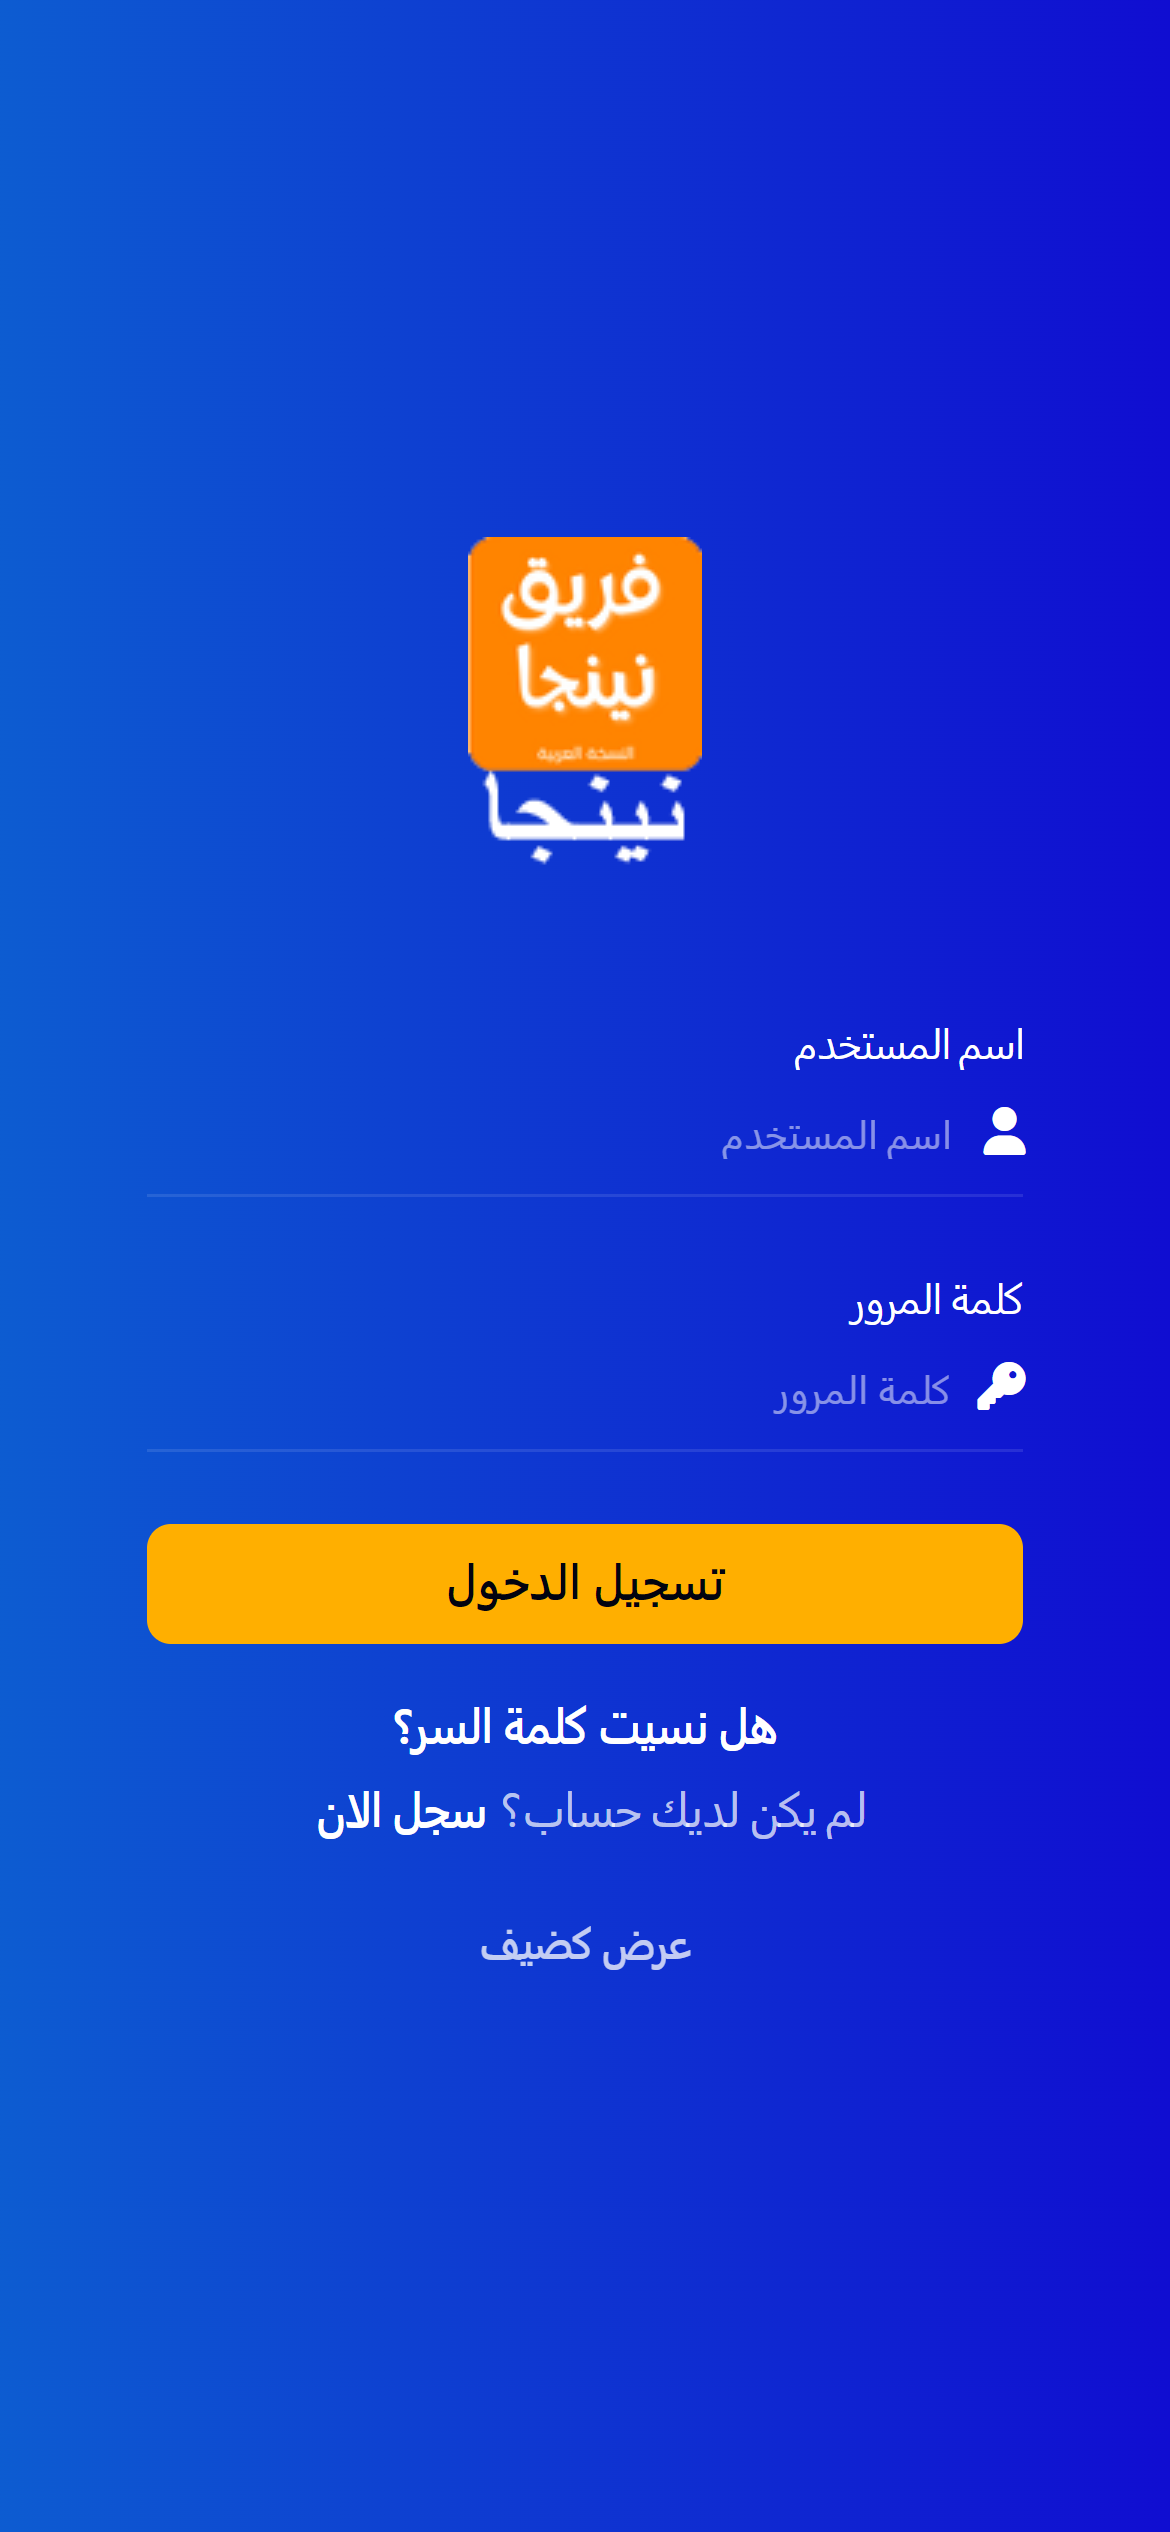 فريق
نينجا
النسخة العربية
نينجا
اسم المستخدم
اسم المستخدم
كلمة المرور
كلمة المرور
تسجيل الدخول
هل نسيت كلمة السر؟
لم يكن لديك حساب؟ سجل الان
عرض كضيف